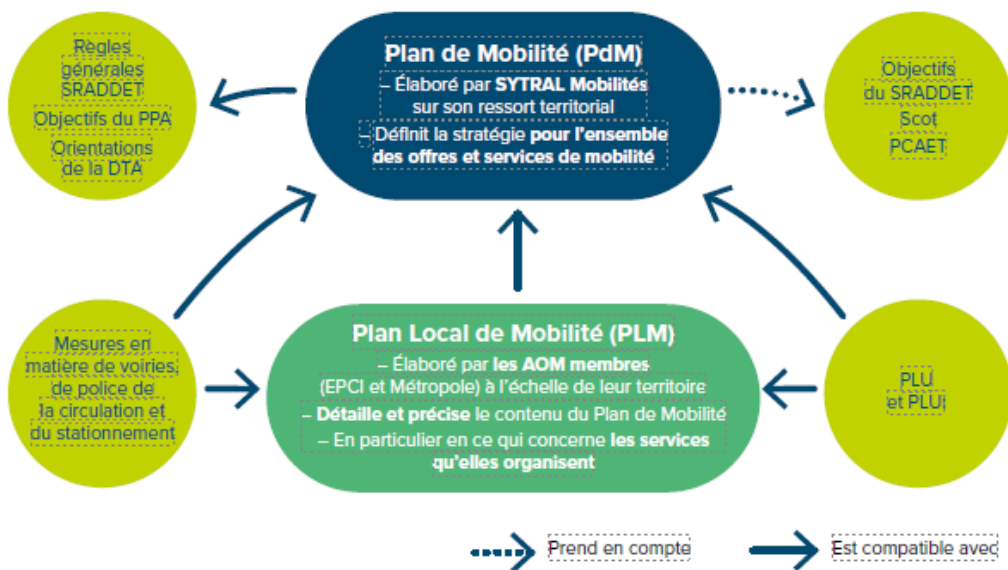 Règles
générales
SRADDET
Objectifs du PPA
Orientations
de la DTA
Plan de Mobilité (PdM)
– Élaboré par SYTRAL Mobilités
sur son ressort territorial
– Définit la stratégie pour l'ensemble
des offres et services de mobilité
Objectifs
du SRADDET
Scot
PCAET
Mesures en
matière de voiries,
de police de
la circulation et
du stationnement
Plan Local de Mobilité (PLM)
– Élaboré par les AOM membres
(EPCI et Métropole) à l'échelle de leur territoire
– Détaille et précise le contenu du Plan de Mobilité
– En particulier en ce qui concerne les services
qu'elles organisent
PLU
et PLUi
Prend en compte
Est compatible avec